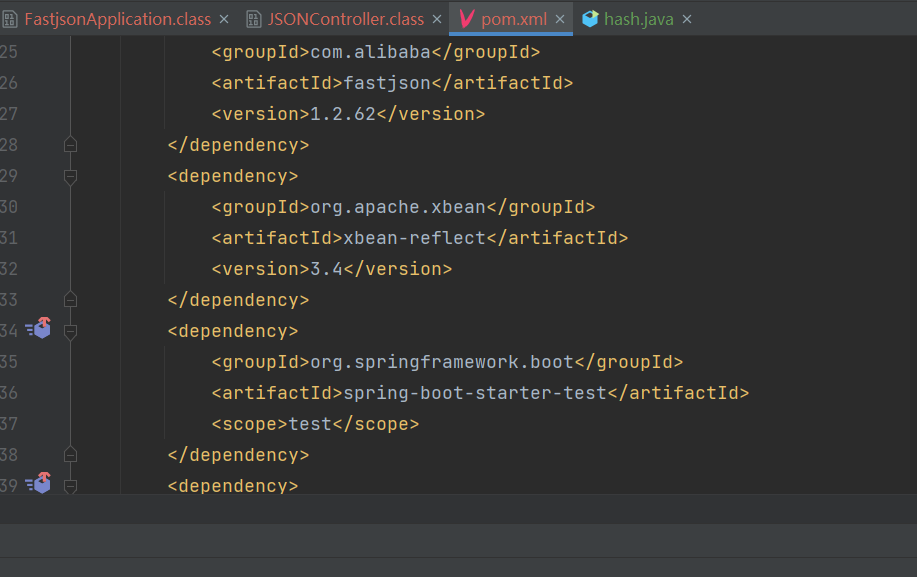 FastjsonApplication.class × JSONController.class × pom.xml × hash.java ×
25 <groupId>com.alibaba</groupId>
26 <artifactId>fastjson</artifactId>
27 <version>1.2.62</version>
28 </dependency>
29 <dependency>
30 <groupId>org.apache.xbean</groupId>
31 <artifactId>xbean-reflect</artifactId>
32 <version>3.4</version>
33 </dependency>
34 <dependency>
35 <groupId>org.springframework.boot</groupId>
36 <artifactId>spring-boot-starter-test</artifactId>
37 <scope>test</scope>
38 </dependency>
39 <dependency>